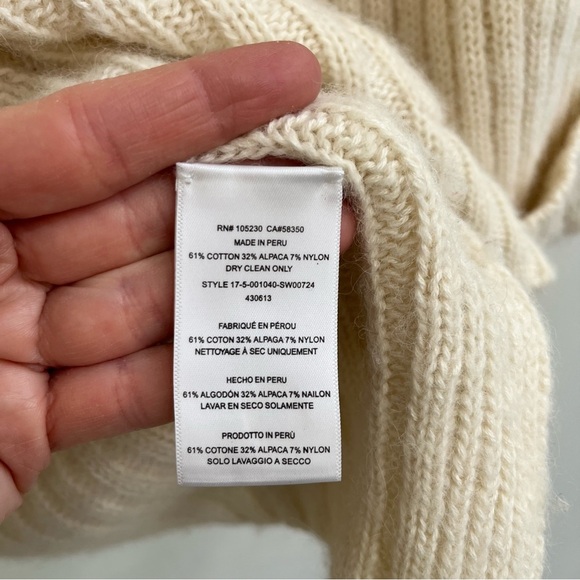 RN# 105230 CA#58350
MADE IN PERU
61% COTTON 32% ALPACA 7% NYLON
DRY CLEAN ONLY
STYLE 17-5-001040-SW00724
430613
FABRIQUÉ EN PÉROU
61% COTON 32% ALPAGA 7% NYLON
NETTOYAGE À SEC UNIQUEMENT
HECHO EN PERU
61% ALGODÓN 32% ALPACA 7% NAILON
LAVAR EN SECO SOLAMENTE
PRODOTTO IN PERÙ
61% COTONE 32% ALPACA 7% NYLON
SOLO LAVAGGIO A SECCO